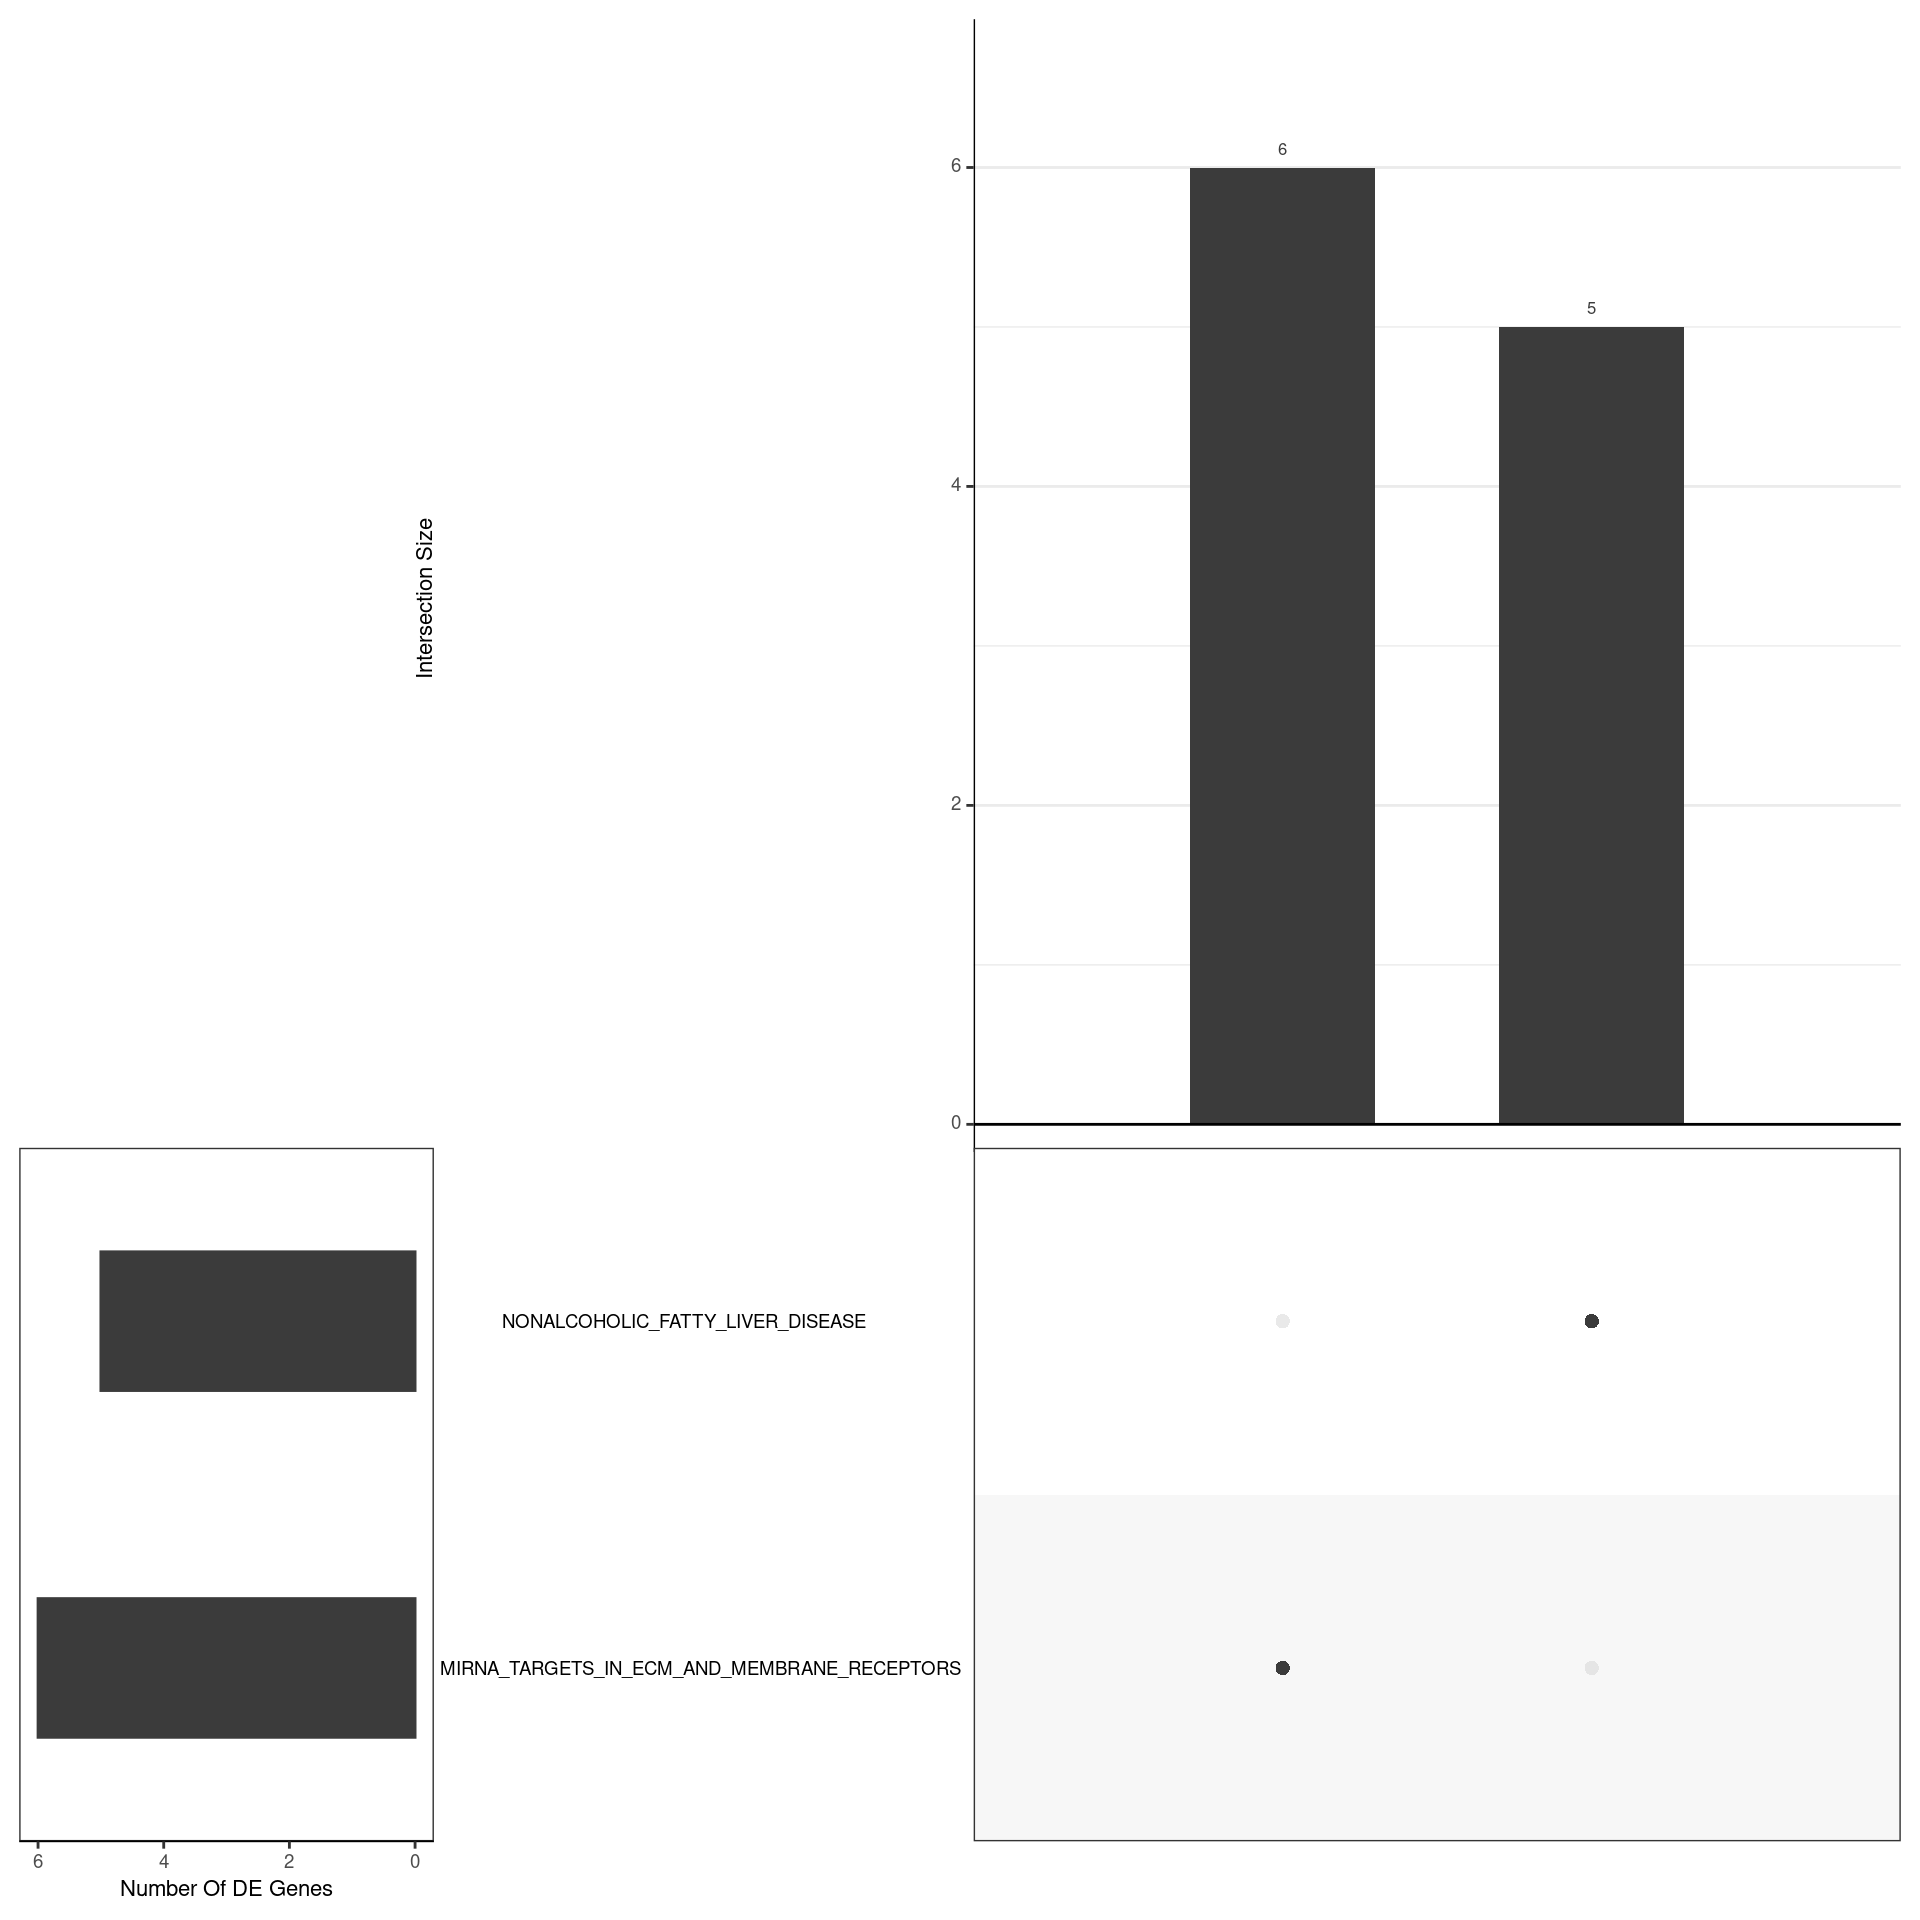 6
6
5
4
Intersection Size
2
0
NONALCOHOLIC_FATTY_LIVER_DISEASE
MIRNA_TARGETS_IN_ECM_AND_MEMBRANE_RECEPTORS
6 4 2 0
Number Of DE Genes